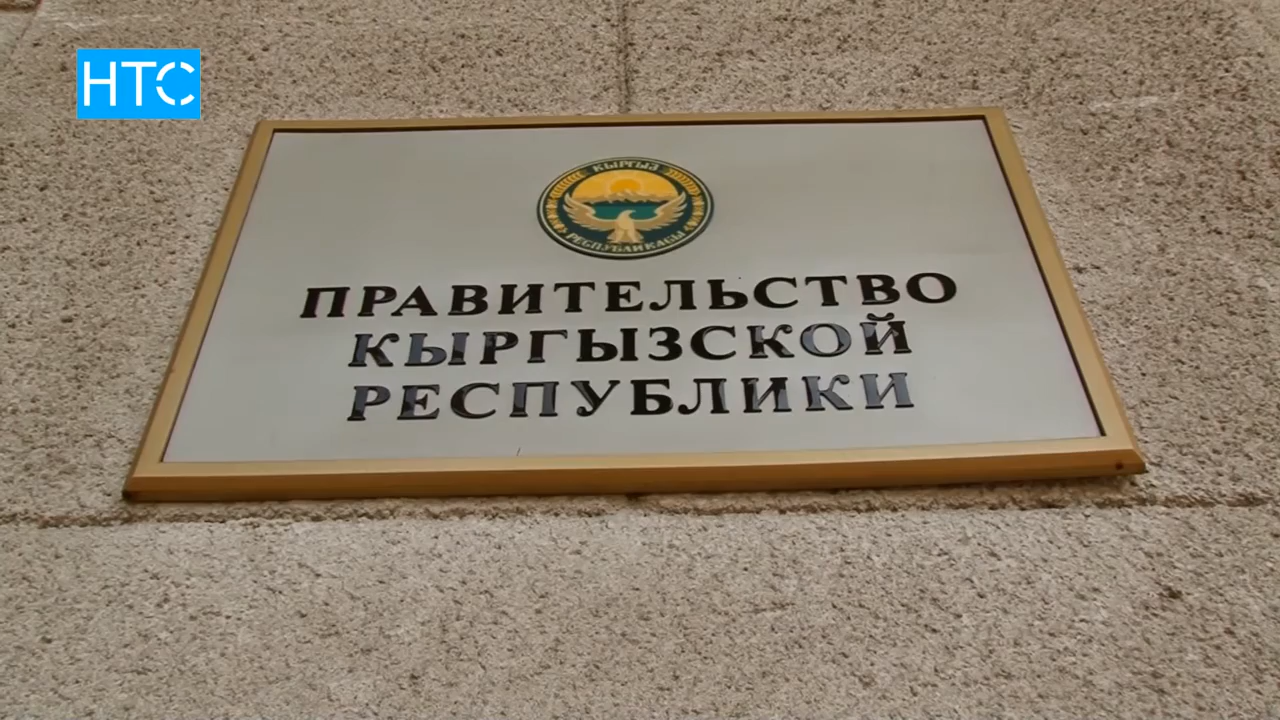 НТС
КЫРГЫЗ
РЕСПУБЛИКАСЫ
ПРАВИТЕЛЬСТВО
КЫРГЫЗСКОЙ
РЕСПУБЛИКИ